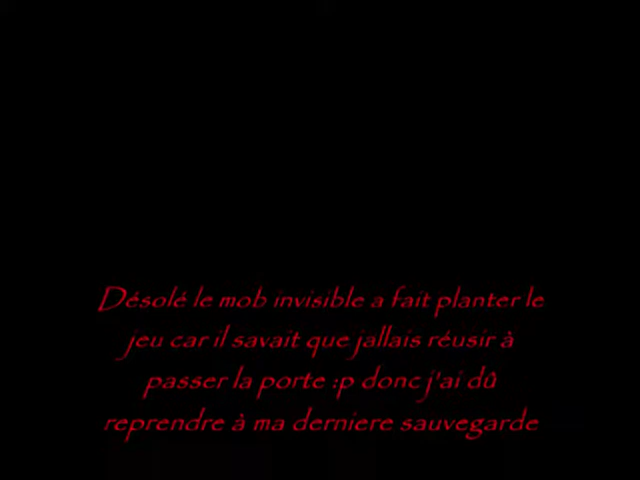 Désolé le mob invisible a fait planter le
jeu car il savait que jallais réusir à
passer la porte :p donc j'ai dû
reprendre à ma derniere sauvegarde